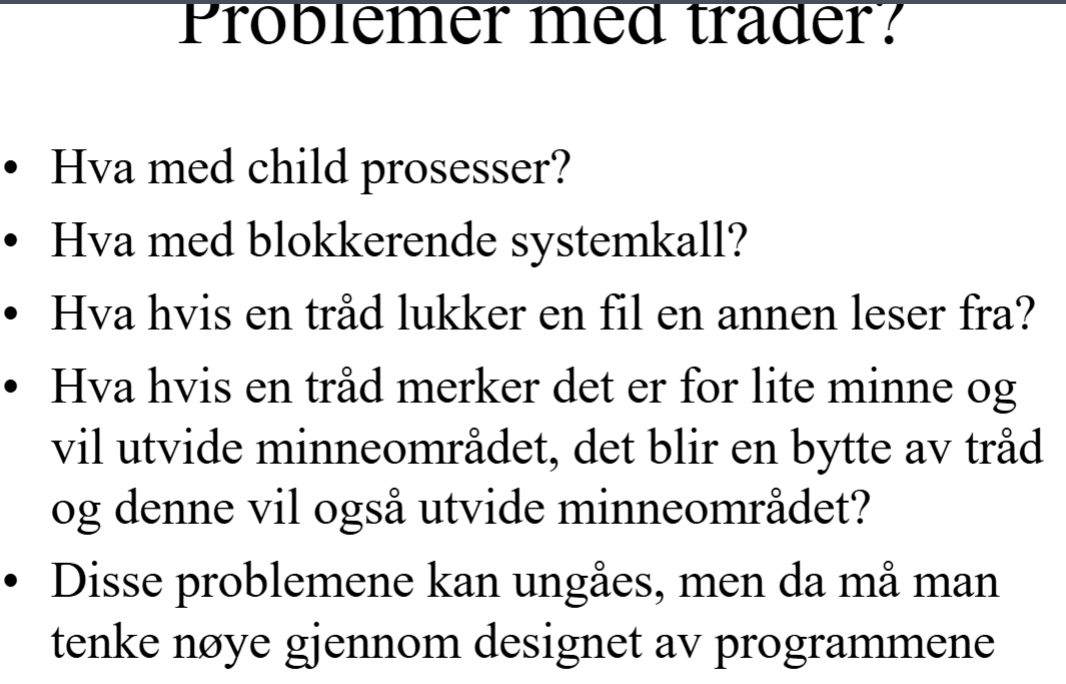 Problemer med tråder?
• Hva med child prosesser?
• Hva med blokkerende systemkall?
• Hva hvis en tråd lukker en fil en annen leser fra?
• Hva hvis en tråd merker det er for lite minne og
vil utvide minneområdet, det blir en bytte av tråd
og denne vil også utvide minneområdet?
• Disse problemene kan ungåes, men da må man
tenke nøye gjennom designet av programmene